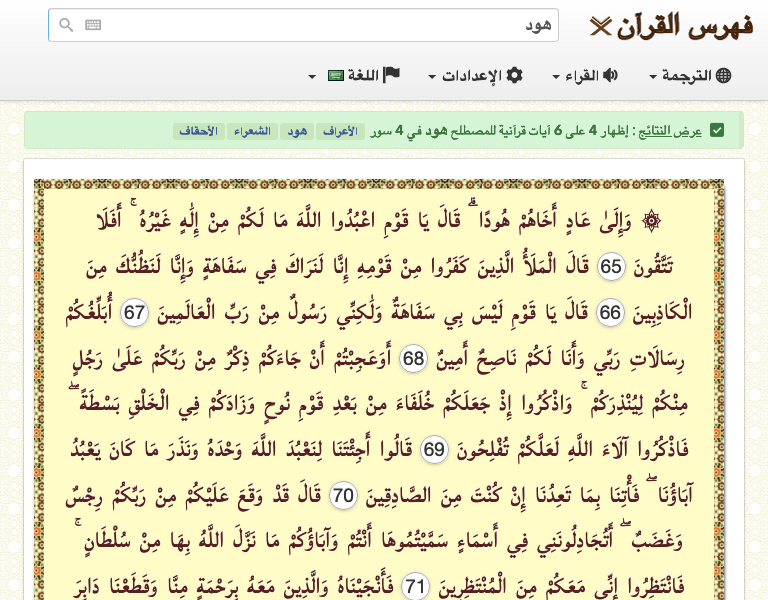 فهرس القرآن
هود
الترجمة
القراء
الإعدادات
اللغة
عرض النتائج : إظهار 4 على 6 آيات قرآنية للمصطلح هود في 4 سور الأعراف هود الشعراء الأحقاف
۞ وَإِلَىٰ عَادٍ أَخَاهُمْ هُودًا ۗ قَالَ يَا قَوْمِ اعْبُدُوا اللَّهَ مَا لَكُمْ مِنْ إِلَٰهٍ غَيْرُهُ ۚ أَفَلَا
تَتَّقُونَ 65 قَالَ الْمَلَأُ الَّذِينَ كَفَرُوا مِنْ قَوْمِهِ إِنَّا لَنَرَاكَ فِي سَفَاهَةٍ وَإِنَّا لَنَظُنُّكَ مِنَ
الْكَاذِبِينَ 66 قَالَ يَا قَوْمِ لَيْسَ بِي سَفَاهَةٌ وَلَٰكِنِّي رَسُولٌ مِنْ رَبِّ الْعَالَمِينَ 67 أُبَلِّغُكُمْ
رِسَالَاتِ رَبِّي وَأَنَا لَكُمْ نَاصِحٌ أَمِينٌ 68 أَوَعَجِبْتُمْ أَنْ جَاءَكُمْ ذِكْرٌ مِنْ رَبِّكُمْ عَلَىٰ رَجُلٍ
مِنْكُمْ لِيُنْذِرَكُمْ ۚ وَاذْكُرُوا إِذْ جَعَلَكُمْ خُلَفَاءَ مِنْ بَعْدِ قَوْمِ نُوحٍ وَزَادَكُمْ فِي الْخَلْقِ بَسْطَةً ۖ
فَاذْكُرُوا آلَاءَ اللَّهِ لَعَلَّكُمْ تُفْلِحُونَ 69 قَالُوا أَجِئْتَنَا لِنَعْبُدَ اللَّهَ وَحْدَهُ وَنَذَرَ مَا كَانَ يَعْبُدُ
آبَاؤُنَا ۖ فَأْتِنَا بِمَا تَعِدُنَا إِنْ كُنْتَ مِنَ الصَّادِقِينَ 70 قَالَ قَدْ وَقَعَ عَلَيْكُمْ مِنْ رَبِّكُمْ رِجْسٌ
وَغَضَبٌ ۖ أَتُجَادِلُونَنِي فِي أَسْمَاءٍ سَمَّيْتُمُوهَا أَنْتُمْ وَآبَاؤُكُمْ مَا نَزَّلَ اللَّهُ بِهَا مِنْ سُلْطَانٍ ۚ
فَانْتَظِرُوا إِنِّي مَعَكُمْ مِنَ الْمُنْتَظِرِينَ 71 فَأَنْجَيْنَاهُ وَالَّذِينَ مَعَهُ بِرَحْمَةٍ مِنَّا وَقَطَعْنَا دَابِرَ